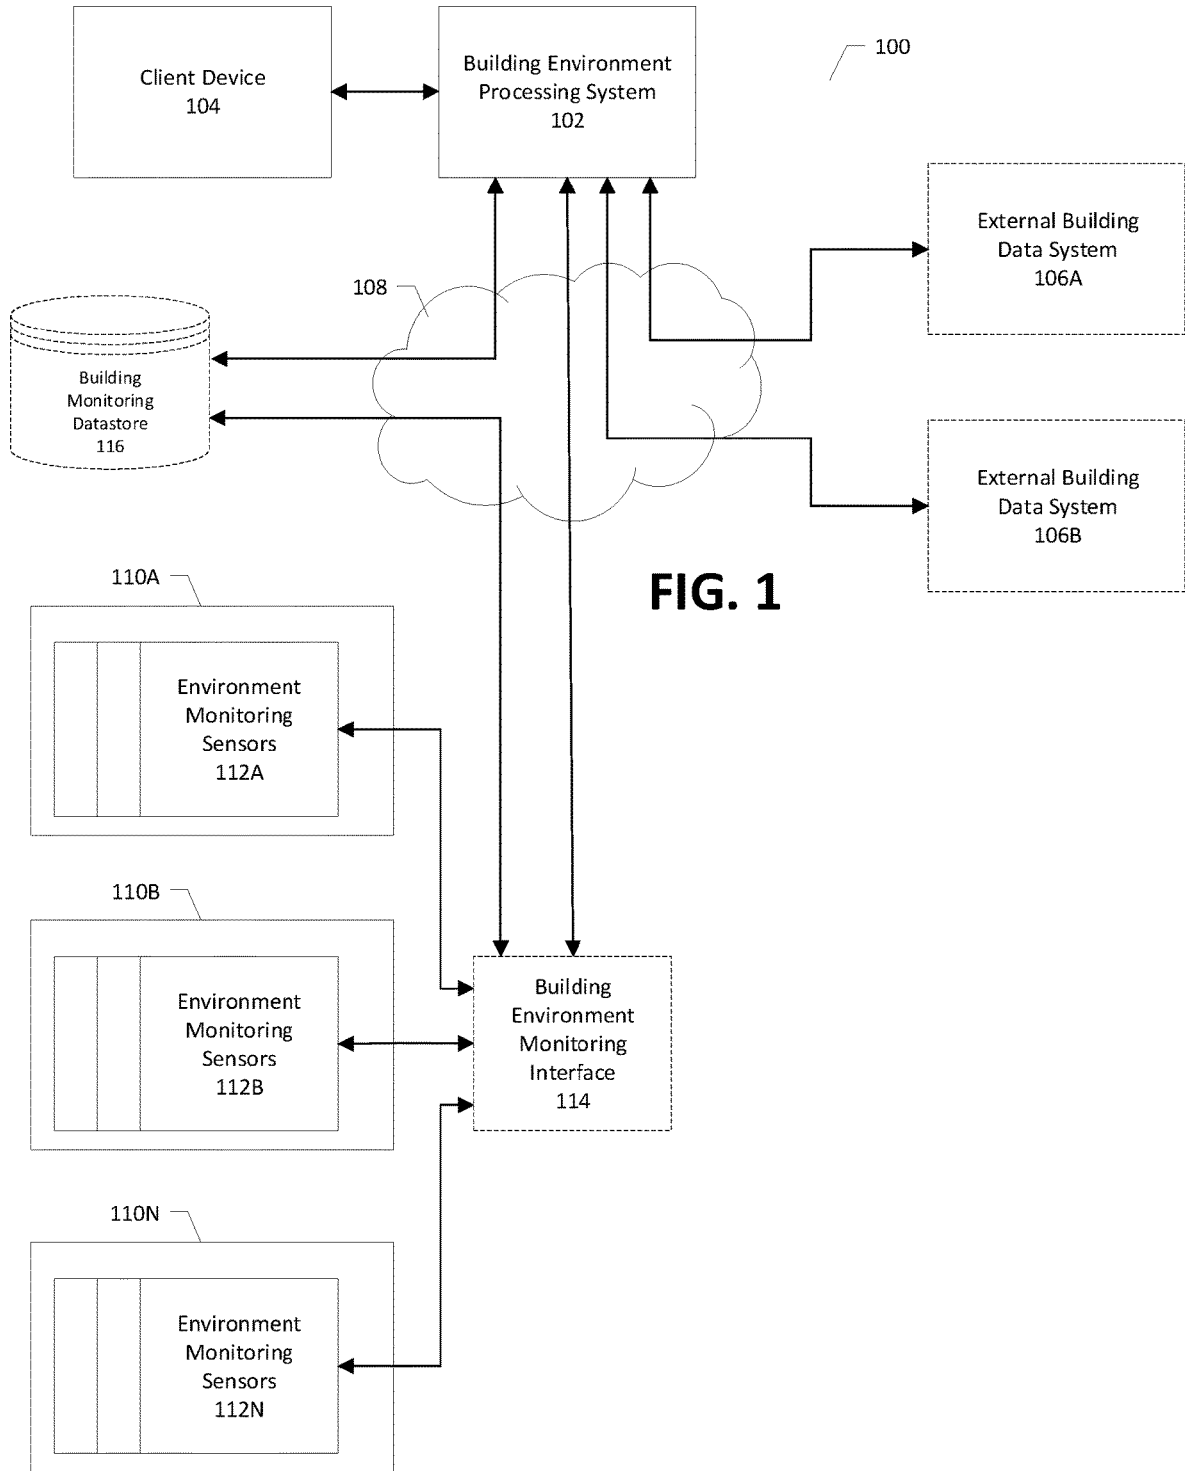 100
Client Device
104
Building Environment
Processing System
102
External Building
Data System
106A
108
Building
Monitoring
Datastore
116
External Building
Data System
106B
FIG. 1
110A
Environment
Monitoring
Sensors
112A
110B
Environment
Monitoring
Sensors
112B
Building
Environment
Monitoring
Interface
114
110N
Environment
Monitoring
Sensors
112N